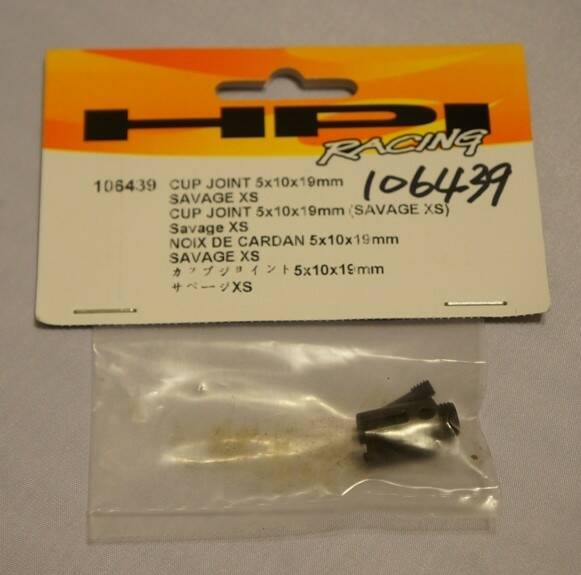 HPI
RACING
106439 CUP JOINT 5x10x19mm 106439
SAVAGE XS
CUP JOINT 5x10x19mm (SAVAGE XS)
Savage XS
NOIX DE CARDAN 5x10x19mm
SAVAGE XS
カップジョイント5x10x19mm
サベージXS